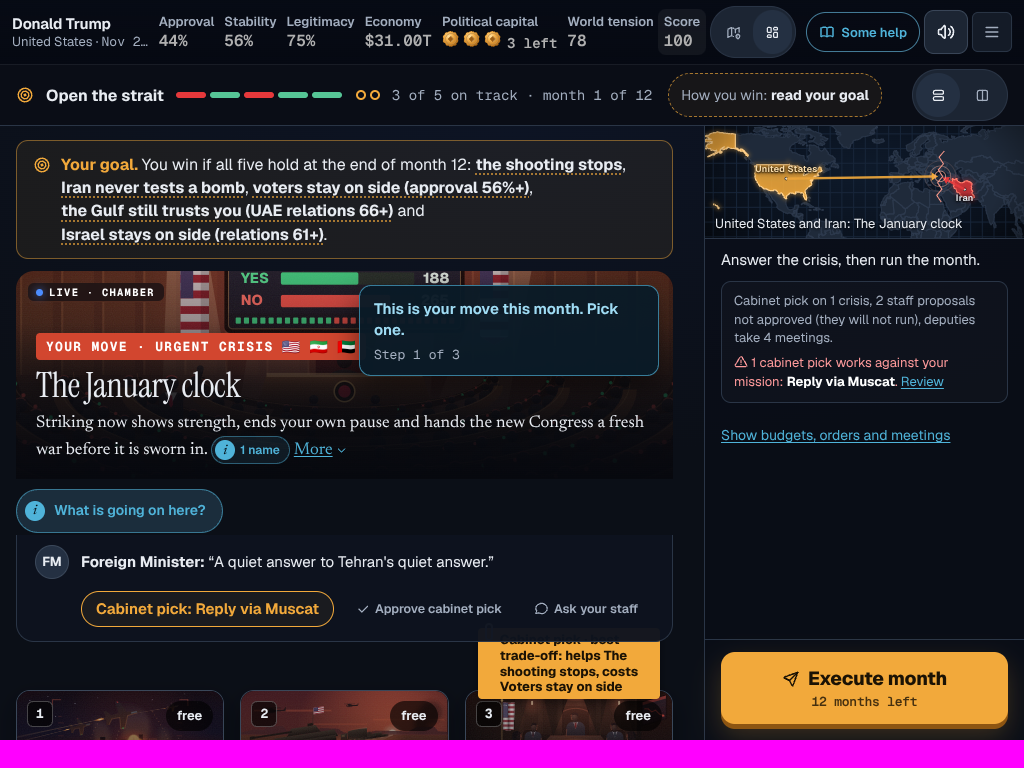 Donald Trump
United States · Nov 2…
Approval
44%
Stability
56%
Legitimacy
75%
Economy
$31.00T
Political capital
3 left
World tension
78
Score
100
Some help
Open the strait
3 of 5 on track · month 1 of 12
How you win: read your goal
Your goal. You win if all five hold at the end of month 12: the shooting stops,
Iran never tests a bomb, voters stay on side (approval 56%+),
the Gulf still trusts you (UAE relations 66+) and
Israel stays on side (relations 61+).
LIVE · CHAMBER
YES
188
NO
This is your move this month. Pick
one.
Step 1 of 3
YOUR MOVE · URGENT CRISIS
The January clock
Striking now shows strength, ends your own pause and hands the new Congress a fresh
war before it is sworn in. i 1 name More
i What is going on here?
FM
Foreign Minister: “A quiet answer to Tehran's quiet answer.”
Cabinet pick: Reply via Muscat
Approve cabinet pick
Ask your staff
Cabinet pick · best
trade-off: helps The
shooting stops, costs
Voters stay on side
1
free
2
free
3
free
United States
Iran
United States and Iran: The January clock
Answer the crisis, then run the month.
Cabinet pick on 1 crisis, 2 staff proposals
not approved (they will not run), deputies
take 4 meetings.
1 cabinet pick works against your
mission: Reply via Muscat. Review
Show budgets, orders and meetings
Execute month
12 months left